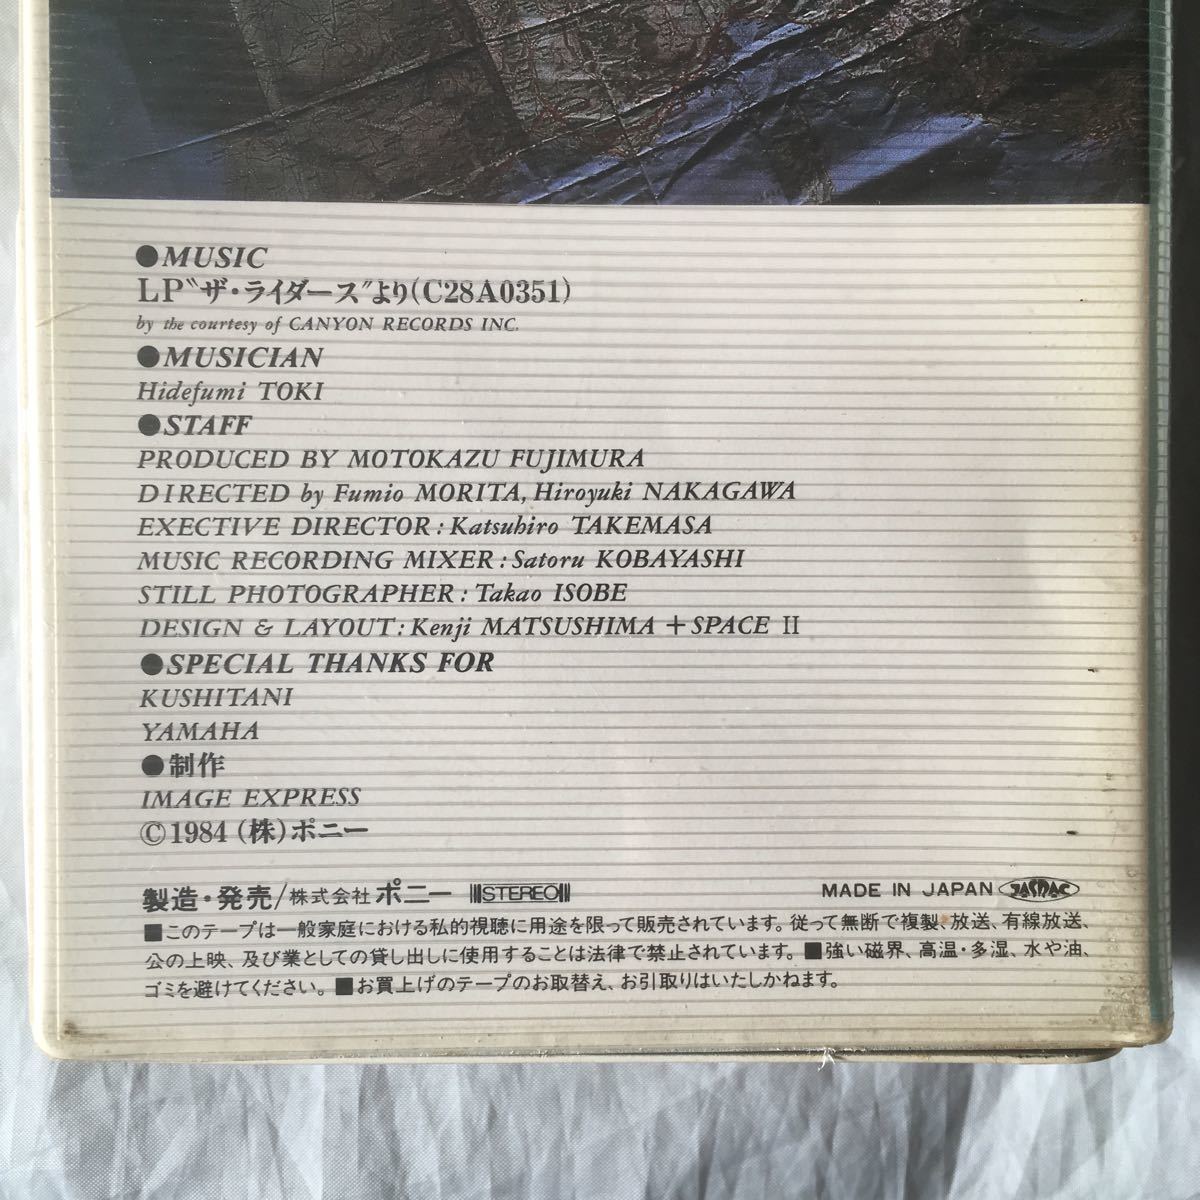 ●MUSIC
LP〝ザ・ライダース〞より(C28A0351)
by the courtesy of CANYON RECORDS INC.
●MUSICIAN
Hidefumi TOKI
●STAFF
PRODUCED BY MOTOKAZU FUJIMURA
DIRECTED by Fumio MORITA, Hiroyuki NAKAGAWA
EXECTIVE DIRECTOR : Katsuhiro TAKEMASA
MUSIC RECORDING MIXER : Satoru KOBAYASHI
STILL PHOTOGRAPHER : Takao ISOBE
DESIGN & LAYOUT : Kenji MATSUSHIMA + SPACE II
●SPECIAL THANKS FOR
KUSHITANI
YAMAHA
●制作
IMAGE EXPRESS
©1984 (株)ポニー
製造・発売/株式会社 ポニー STEREO MADE IN JAPAN JASRAC
■このテープは一般家庭における私的視聴に用途を限って販売されています。従って無断で複製、放送、有線放送、
公の上映、及び業としての貸し出しに使用することは法律で禁止されています。■強い磁界、高温・多湿、水や油、
ゴミを避けてください。■お買上げのテープのお取替え、お引取りはいたしかねます。